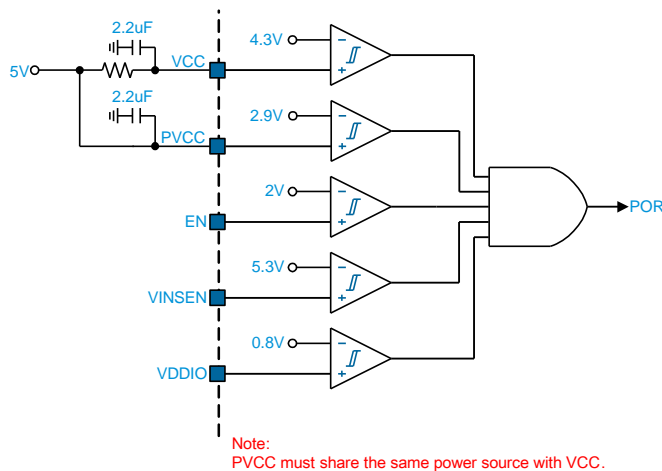 2.2uF
4.3V
VCC
5V
2.2uF
2.9V
PVCC
2V
POR
EN
5.3V
VINSEN
0.8V
VDDIO
Note:
PVCC must share the same power source with VCC.